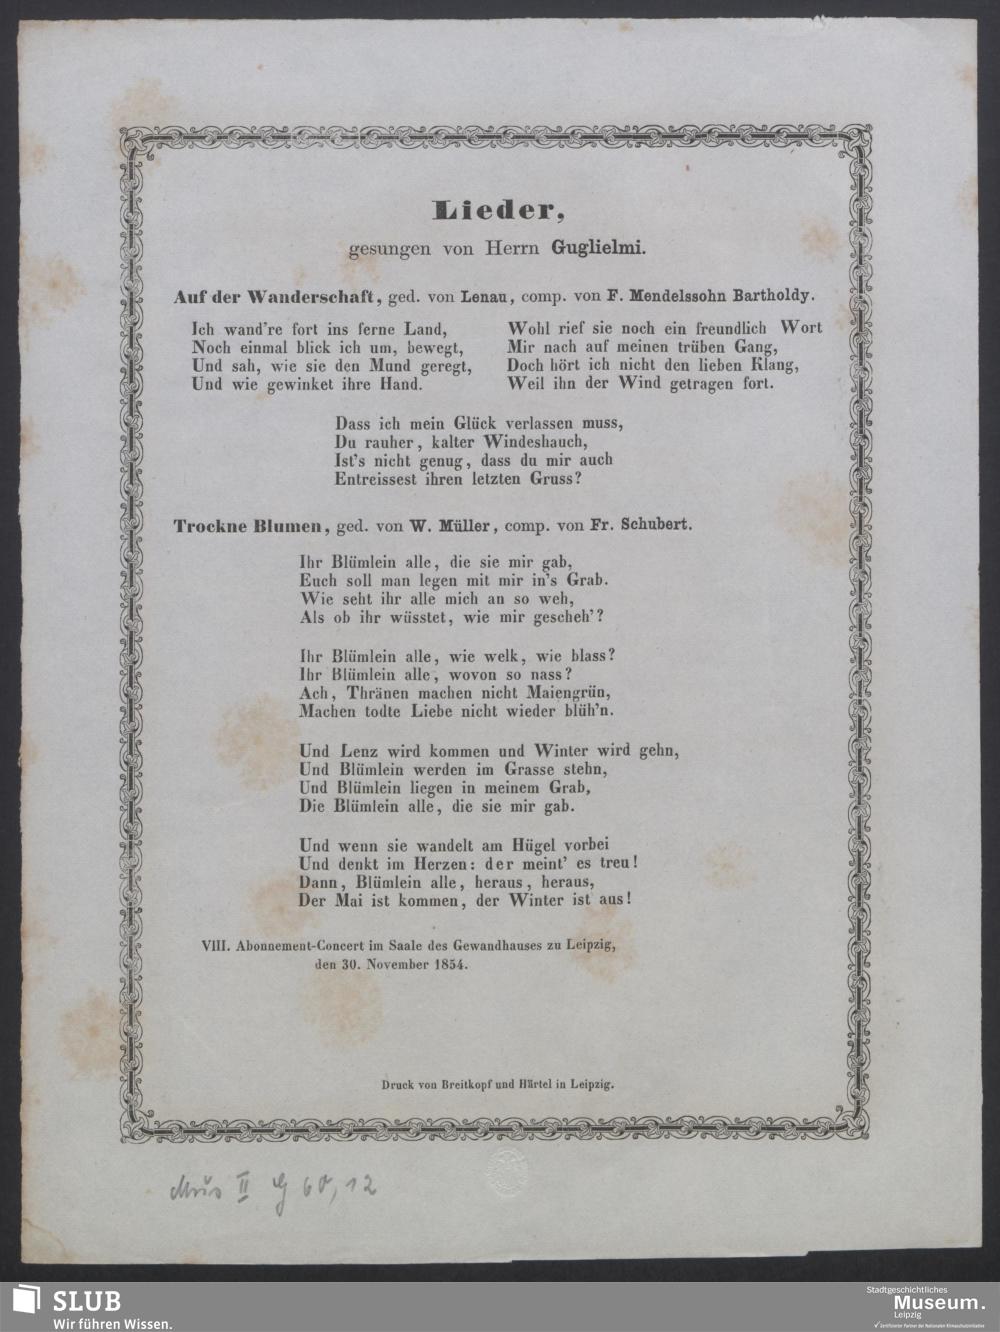 Lieder,
gesungen von Herrn Guglielmi.
Auf der Wanderschaft, ged. von Lenau, comp. von F. Mendelssohn Bartholdy.
Ich wand're fort ins ferne Land,
Noch einmal blick ich um, bewegt,
Und sah, wie sie den Mund geregt,
Und wie gewinket ihre Hand.
Wohl rief sie noch ein freundlich Wort
Mir nach auf meinen trüben Gang,
Doch hört ich nicht den lieben Klang,
Weil ihn der Wind getragen fort.
Dass ich mein Glück verlassen muss,
Du rauher, kalter Windeshauch,
Ist's nicht genug, dass du mir auch
Entreissest ihren letzten Gruss?
Trockne Blumen, ged. von W. Müller, comp. von Fr. Schubert.
Ihr Blümlein alle, die sie mir gab,
Euch soll man legen mit mir in's Grab.
Wie seht ihr alle mich an so weh,
Als ob ihr wüsstet, wie mir gescheh'?
Ihr Blümlein alle, wie welk, wie blass?
Ihr Blümlein alle, wovon so nass?
Ach, Thränen machen nicht Maiengrün,
Machen todte Liebe nicht wieder blüh'n.
Und Lenz wird kommen und Winter wird gehn,
Und Blümlein werden im Grasse stehn,
Und Blümlein liegen in meinem Grab,
Die Blümlein alle, die sie mir gab.
Und wenn sie wandelt am Hügel vorbei
Und denkt im Herzen: der meint' es treu!
Dann, Blümlein alle, heraus, heraus,
Der Mai ist kommen, der Winter ist aus!
VIII. Abonnement-Concert im Saale des Gewandhauses zu Leipzig,
den 30. November 1854.
Druck von Breitkopf und Härtel in Leipzig.
Mus II G 60, 12
SLUB
Wir führen Wissen.
Stadtgeschichtliches
Museum.
Leipzig
Zertifizierter Partner der Nationalen Klimaschutzinitiative